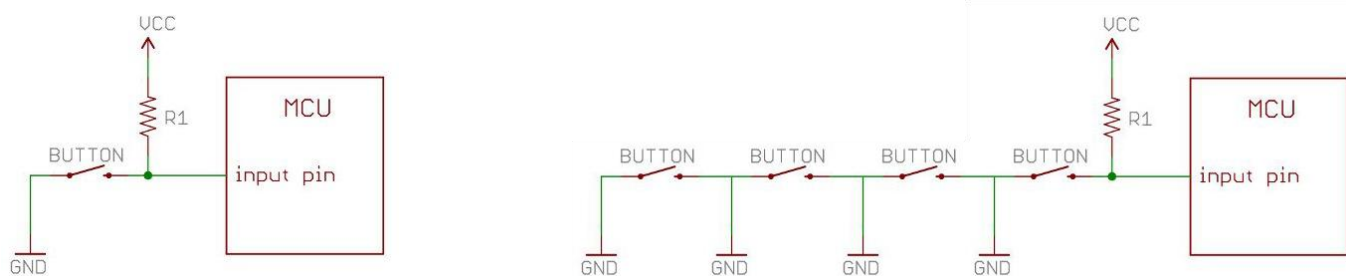 VCC
R1
MCU
BUTTON
input pin
GND
VCC
R1
MCU
BUTTON BUTTON BUTTON BUTTON
input pin
GND GND GND GND